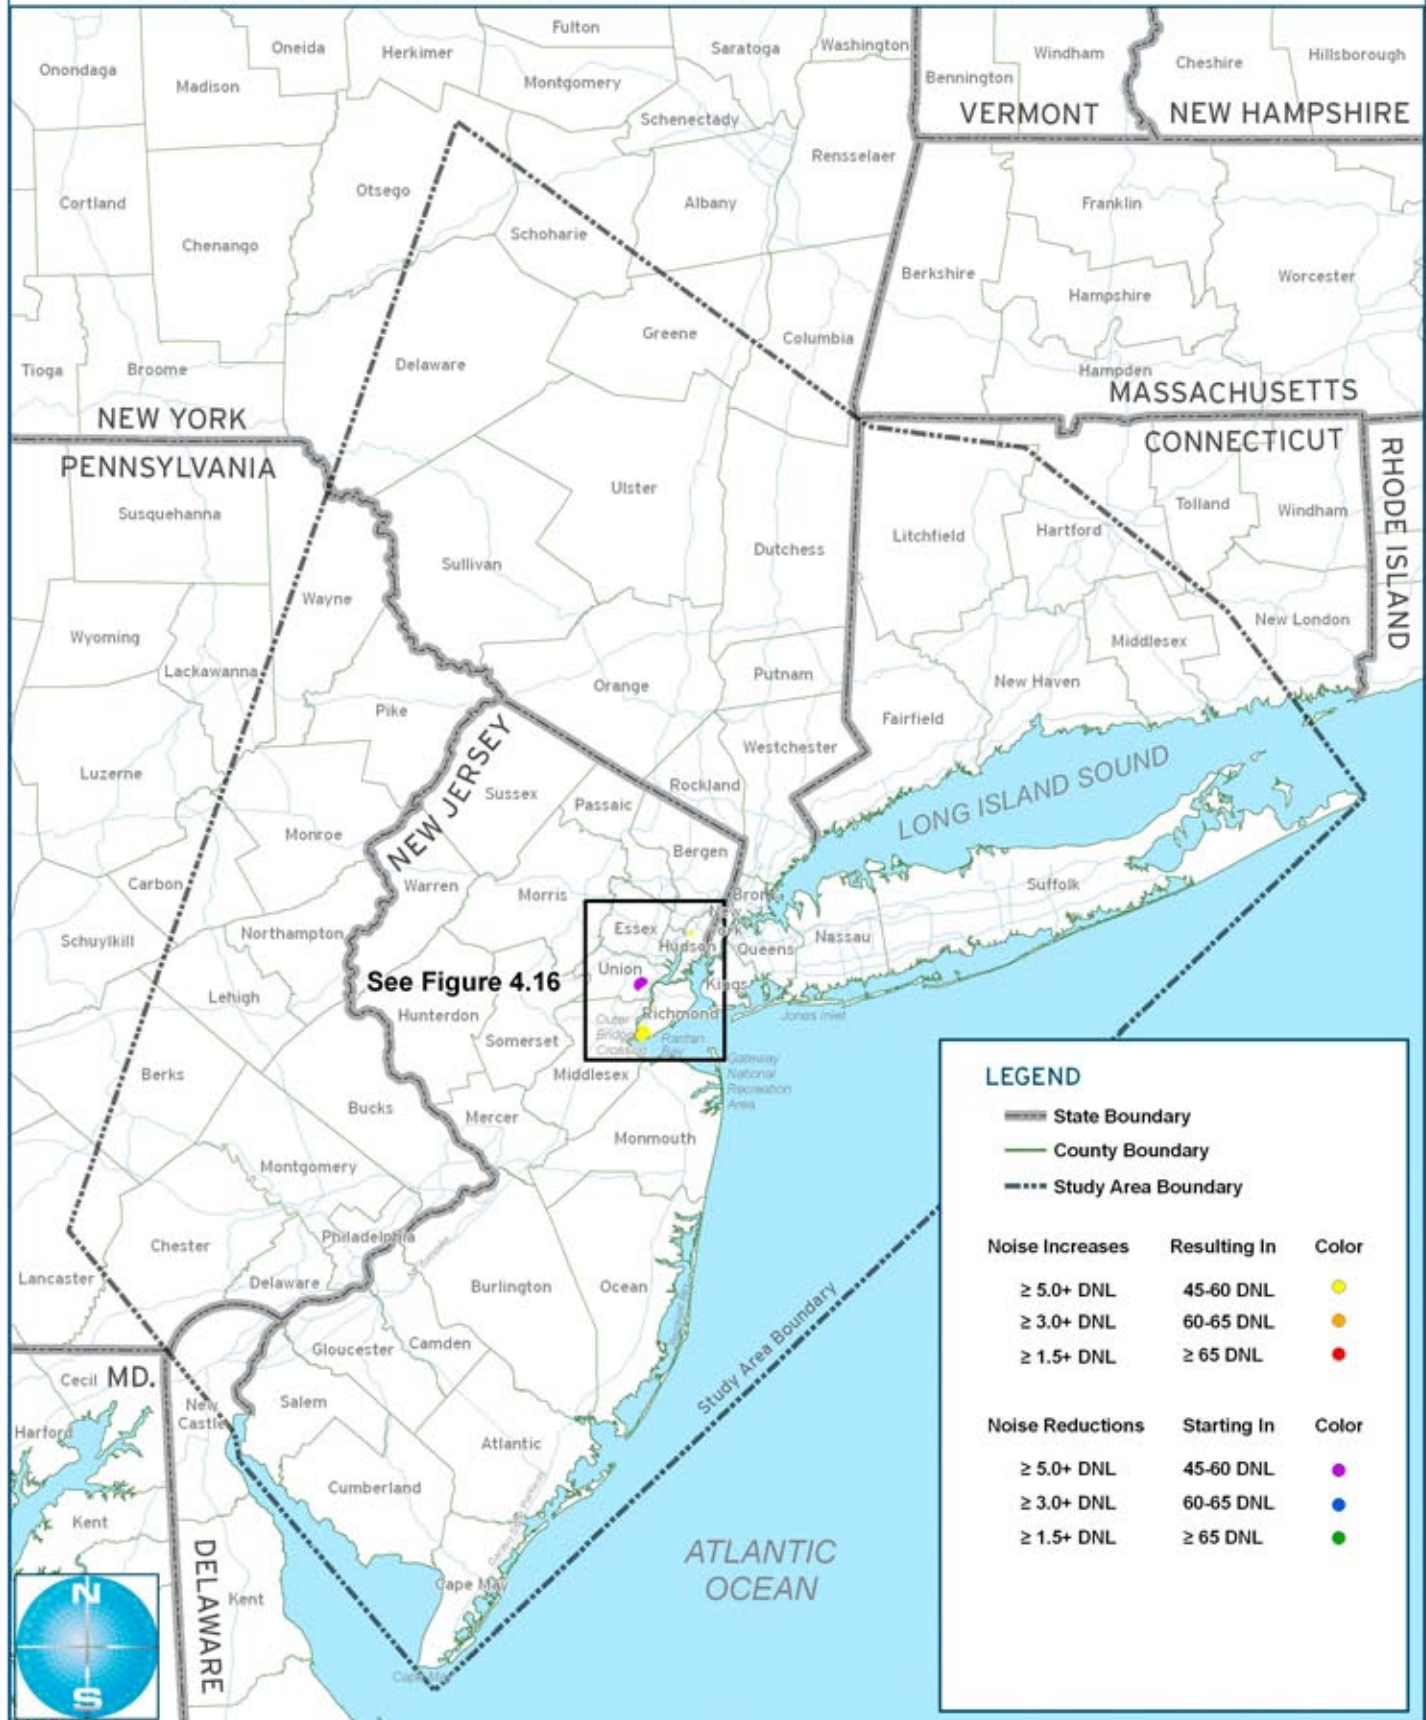 Fulton
Oneida
Herkimer
Saratoga
Washington
Onondaga
Madison
Montgomery
Bennington
Windham
Cheshire
Hillsborough
VERMONT
NEW HAMPSHIRE
Schenectady
Rensselaer
Otsego
Cortland
Albany
Franklin
Chenango
Schoharie
Berkshire
Worcester
Hampshire
Greene
Columbia
Tioga
Broome
Delaware
Hampden
MASSACHUSETTS
NEW YORK
CONNECTICUT
PENNSYLVANIA
RHODE ISLAND
Susquehanna
Ulster
Tolland
Windham
Hartford
Litchfield
Dutchess
Sullivan
Wayne
New London
Wyoming
Middlesex
Lackawanna
Putnam
Orange
New Haven
Pike
Fairfield
Westchester
NEW JERSEY
Luzerne
Rockland
Sussex
Passaic
LONG ISLAND SOUND
Monroe
Bergen
Carbon
Warren
Morris
Bronx
Suffolk
New
York
Essex
Northampton
Schuylkill
Hudson
Queens
Nassau
Union
See Figure 4.16
Kings
Lehigh
Hunterdon
Richmond
Jones Inlet
Outer
Bridge
Crossing
Raritan
Bay
Somerset
Gateway
National
Recreation
Area
Berks
Middlesex
Bucks
Mercer
Monmouth
Montgomery
Philadelphia
Chester
Lancaster
Delaware
Burlington
Ocean
Study Area Boundary
Gloucester
Camden
Cecil
MD.
New
Castle
Salem
Harford
Atlantic
Cumberland
Kent
DELAWARE
Kent
Cape May
Cape May
ATLANTIC
OCEAN
N
S
LEGEND
State Boundary
County Boundary
Study Area Boundary
Noise Increases Resulting In Color
≥ 5.0+ DNL 45-60 DNL
≥ 3.0+ DNL 60-65 DNL
≥ 1.5+ DNL ≥ 65 DNL
Noise Reductions Starting In Color
≥ 5.0+ DNL 45-60 DNL
≥ 3.0+ DNL 60-65 DNL
≥ 1.5+ DNL ≥ 65 DNL